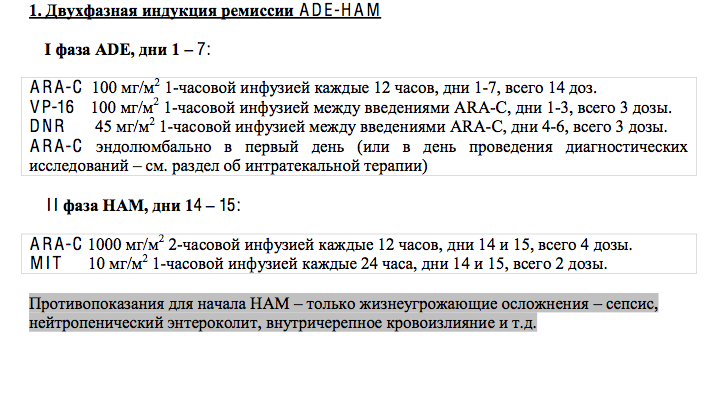 1. Двухфазная индукция ремиссии ADE-HAM
I фаза ADE, дни 1 – 7:
ARA-C 100 мг/м² 1-часовой инфузией каждые 12 часов, дни 1-7, всего 14 доз.
VP-16 100 мг/м² 1-часовой инфузией между введениями ARA-C, дни 1-3, всего 3 дозы.
DNR 45 мг/м² 1-часовой инфузией между введениями ARA-C, дни 4-6, всего 3 дозы.
ARA-C эндолюмбально в первый день (или в день проведения диагностических
исследований – см. раздел об интратекальной терапии)
II фаза HAM, дни 14 – 15:
ARA-C 1000 мг/м² 2-часовой инфузией каждые 12 часов, дни 14 и 15, всего 4 дозы.
MIT 10 мг/м² 1-часовой инфузией каждые 24 часа, дни 14 и 15, всего 2 дозы.
Противопоказания для начала HAM – только жизнеугрожающие осложнения – сепсис,
нейтропенический энтероколит, внутричерепное кровоизлияние и т.д.